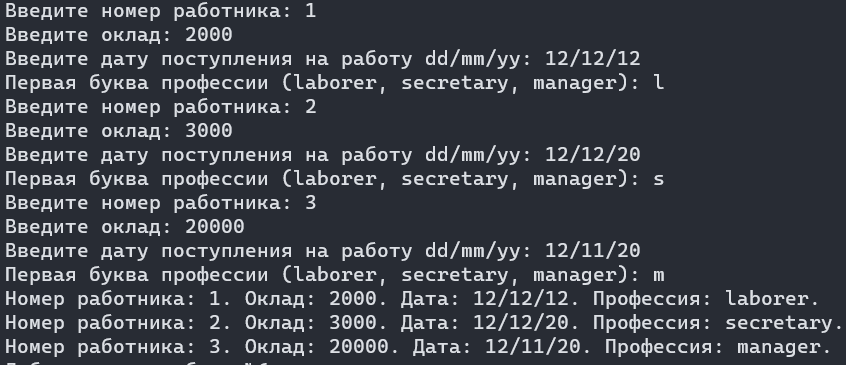 Введите номер работника: 1
Введите оклад: 2000
Введите дату поступления на работу dd/mm/yy: 12/12/12
Первая буква профессии (laborer, secretary, manager): l
Введите номер работника: 2
Введите оклад: 3000
Введите дату поступления на работу dd/mm/yy: 12/12/20
Первая буква профессии (laborer, secretary, manager): s
Введите номер работника: 3
Введите оклад: 20000
Введите дату поступления на работу dd/mm/yy: 12/11/20
Первая буква профессии (laborer, secretary, manager): m
Номер работника: 1. Оклад: 2000. Дата: 12/12/12. Профессия: laborer.
Номер работника: 2. Оклад: 3000. Дата: 12/12/20. Профессия: secretary.
Номер работника: 3. Оклад: 20000. Дата: 12/11/20. Профессия: manager.